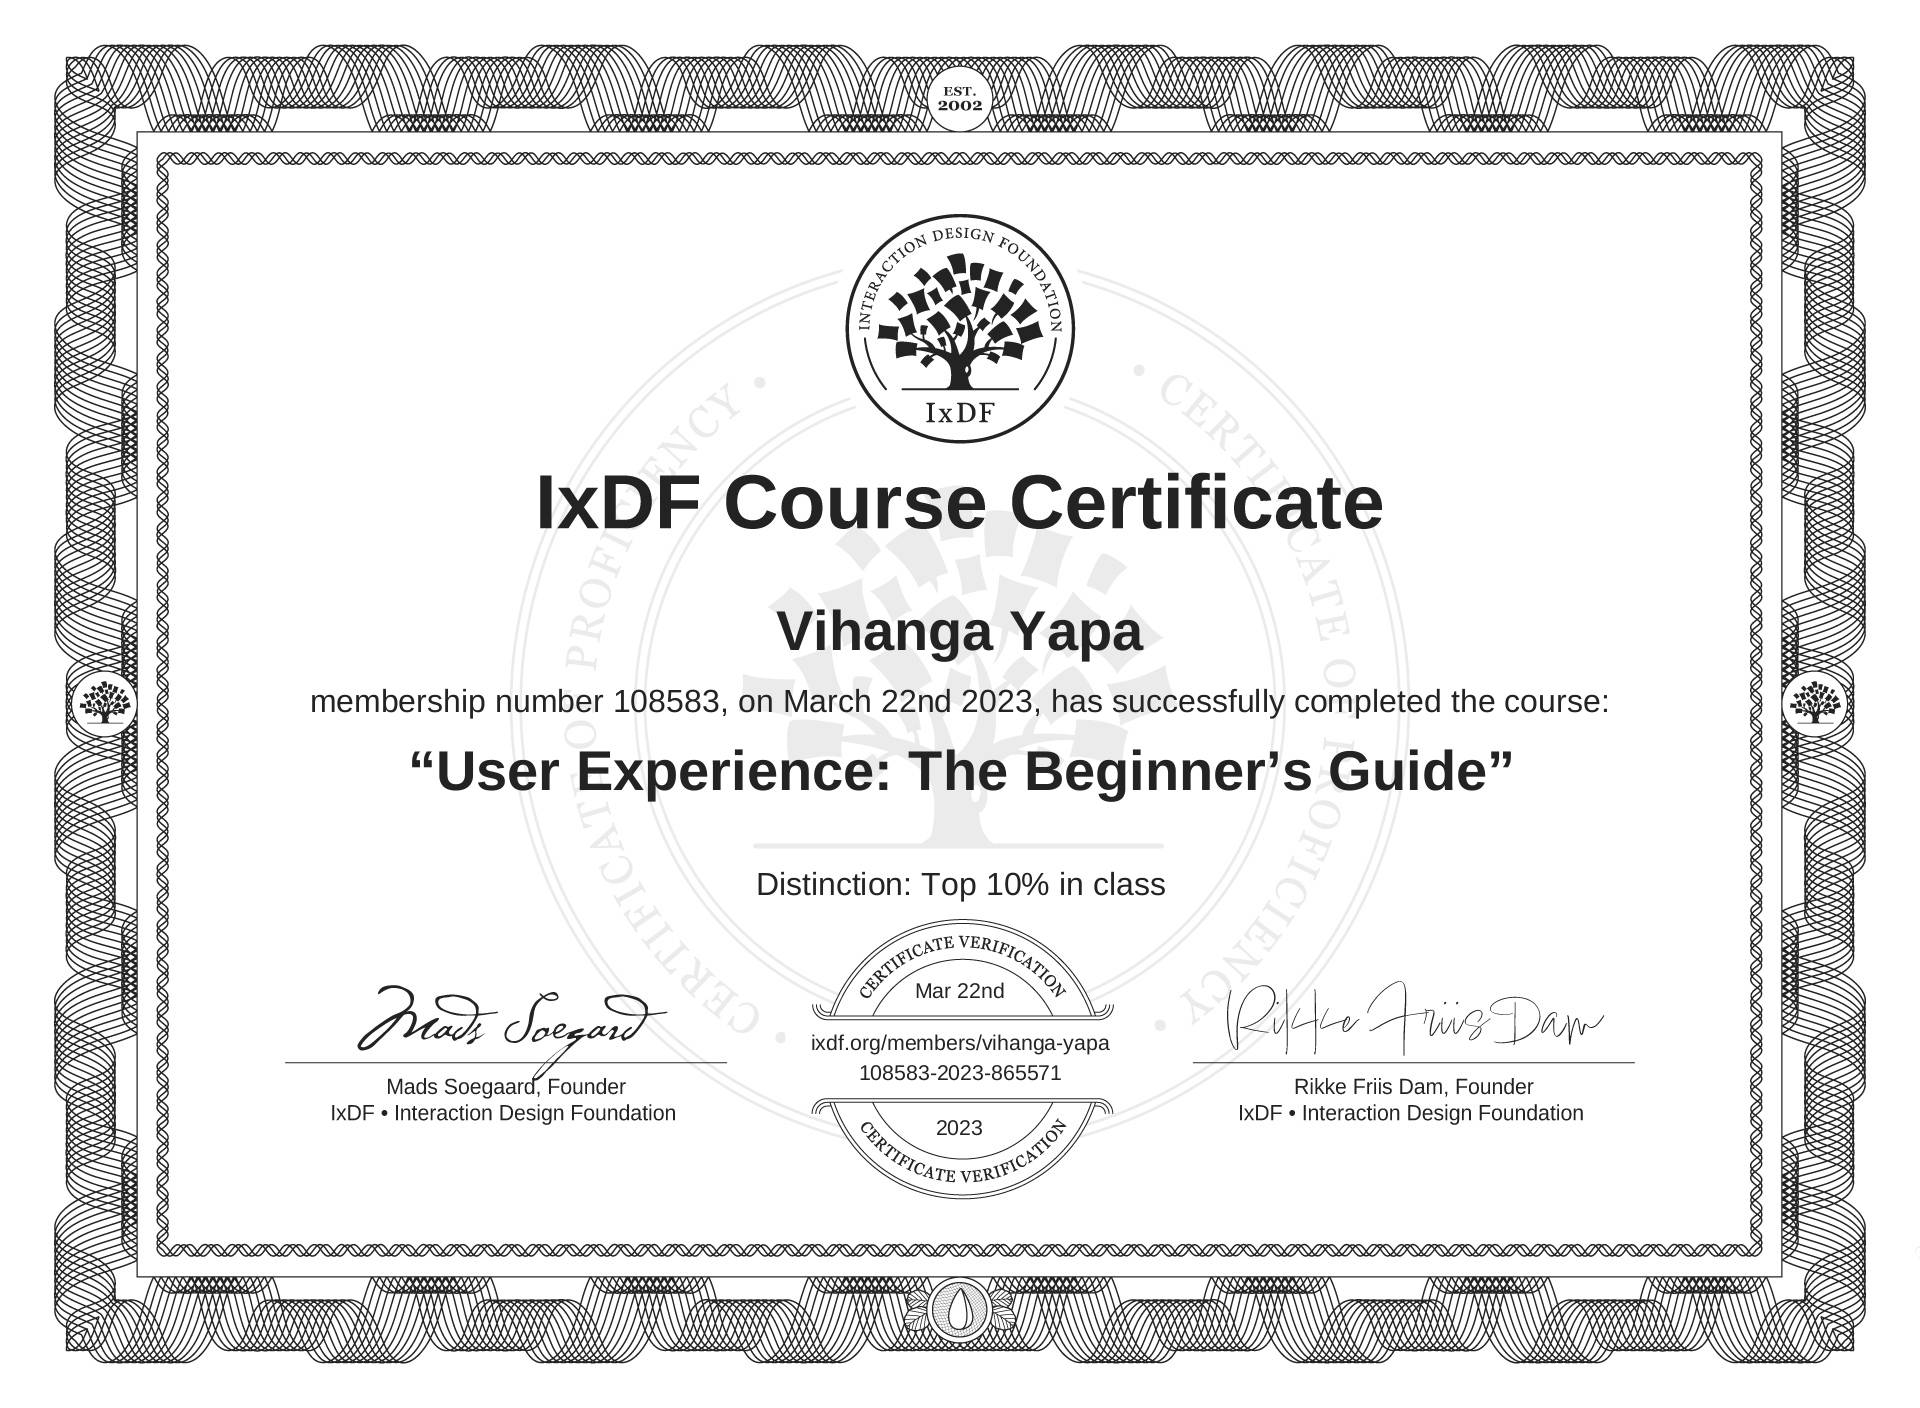 EST.
2002
INTERACTION DESIGN FOUNDATION
IxDF
• CERTIFICATE OF PROFICIENCY •
• CERTIFICATE OF PROFICIENCY •
IxDF Course Certificate
Vihanga Yapa
membership number 108583, on March 22nd 2023, has successfully completed the course:
“User Experience: The Beginner’s Guide”
Distinction: Top 10% in class
CERTIFICATE VERIFICATION
Mar 22nd
ixdf.org/members/vihanga-yapa
108583-2023-865571
2023
CERTIFICATE VERIFICATION
Mads Soegaard
Mads Soegaard, Founder
IxDF • Interaction Design Foundation
Rikke Friis Dam
Rikke Friis Dam, Founder
IxDF • Interaction Design Foundation